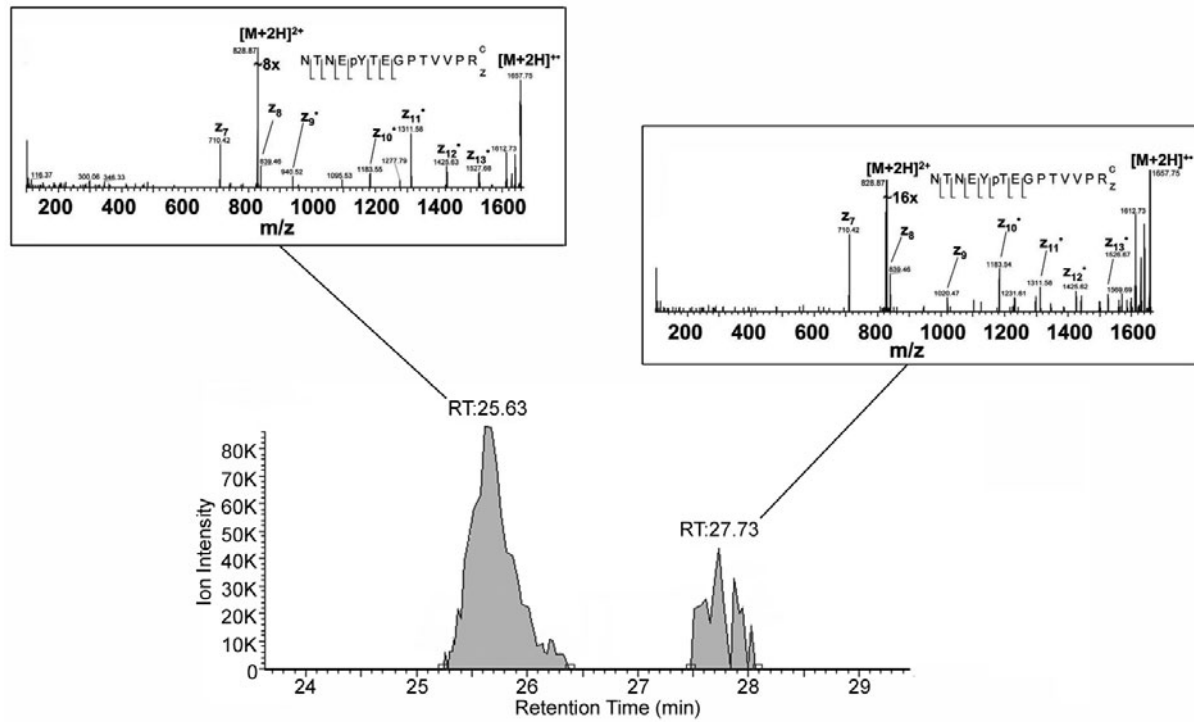 [M+2H]²⁺
828.87
~8x
NTNEpYTEGPTVVPR
c
z
[M+2H]⁺•
1657.75
z₇
710.42
z₈
839.46
z₉*
940.52
1095.53
z₁₀*
1183.55
1277.79
z₁₁*
1311.58
z₁₂*
z₁₃*
1612.73
116.37
300.06
346.33
200 400 600 800 1000 1200 1400 1600
m/z
[M+2H]²⁺
828.87
~16x
NTNEYpTEGPTVVPR
c
z
[M+2H]⁺•
1657.75
z₇
710.42
z₈
839.46
z₉
1020.47
z₁₀*
1183.54
1231.61
z₁₁*
1311.58
z₁₂*
1425.62
z₁₃*
1526.67
1569.69
1612.73
200 400 600 800 1000 1200 1400 1600
m/z
RT:25.63
RT:27.73
80K
70K
60K
50K
40K
30K
20K
10K
0
Ion Intensity
24 25 26 27 28 29
Retention Time (min)